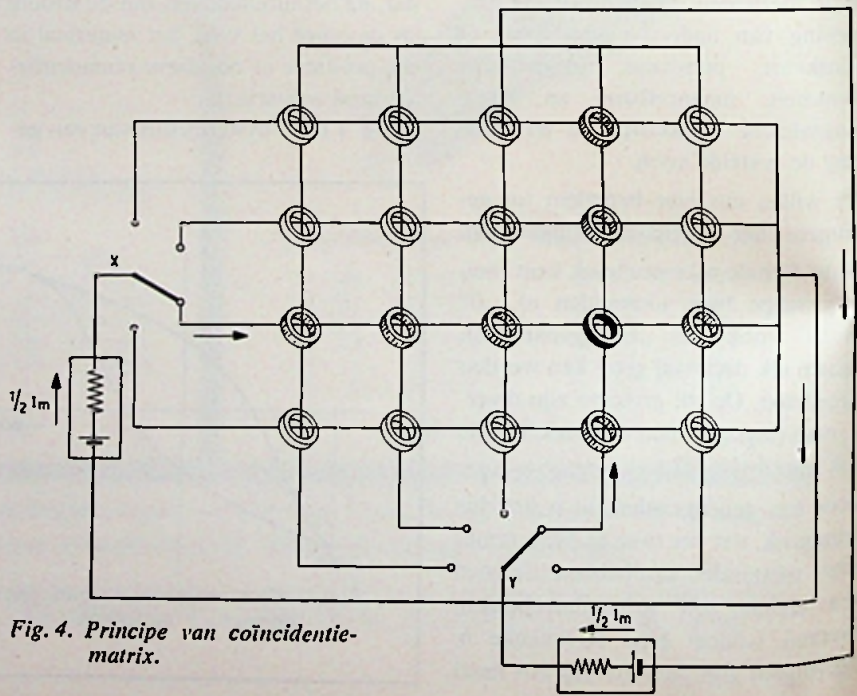 X
½ Im
Y
½ Im
Fig. 4. Principe van coïncidentie-
matrix.